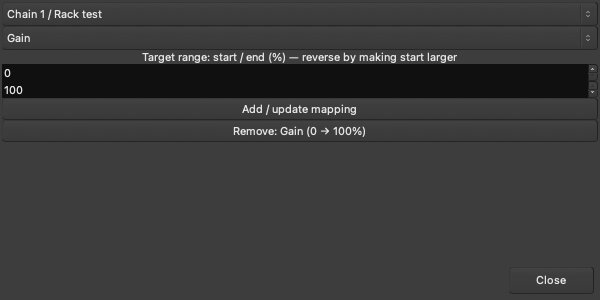 Chain 1 / Rack test
Gain
Target range: start / end (%) — reverse by making start larger
0
100
Add / update mapping
Remove: Gain (0 → 100%)
Close